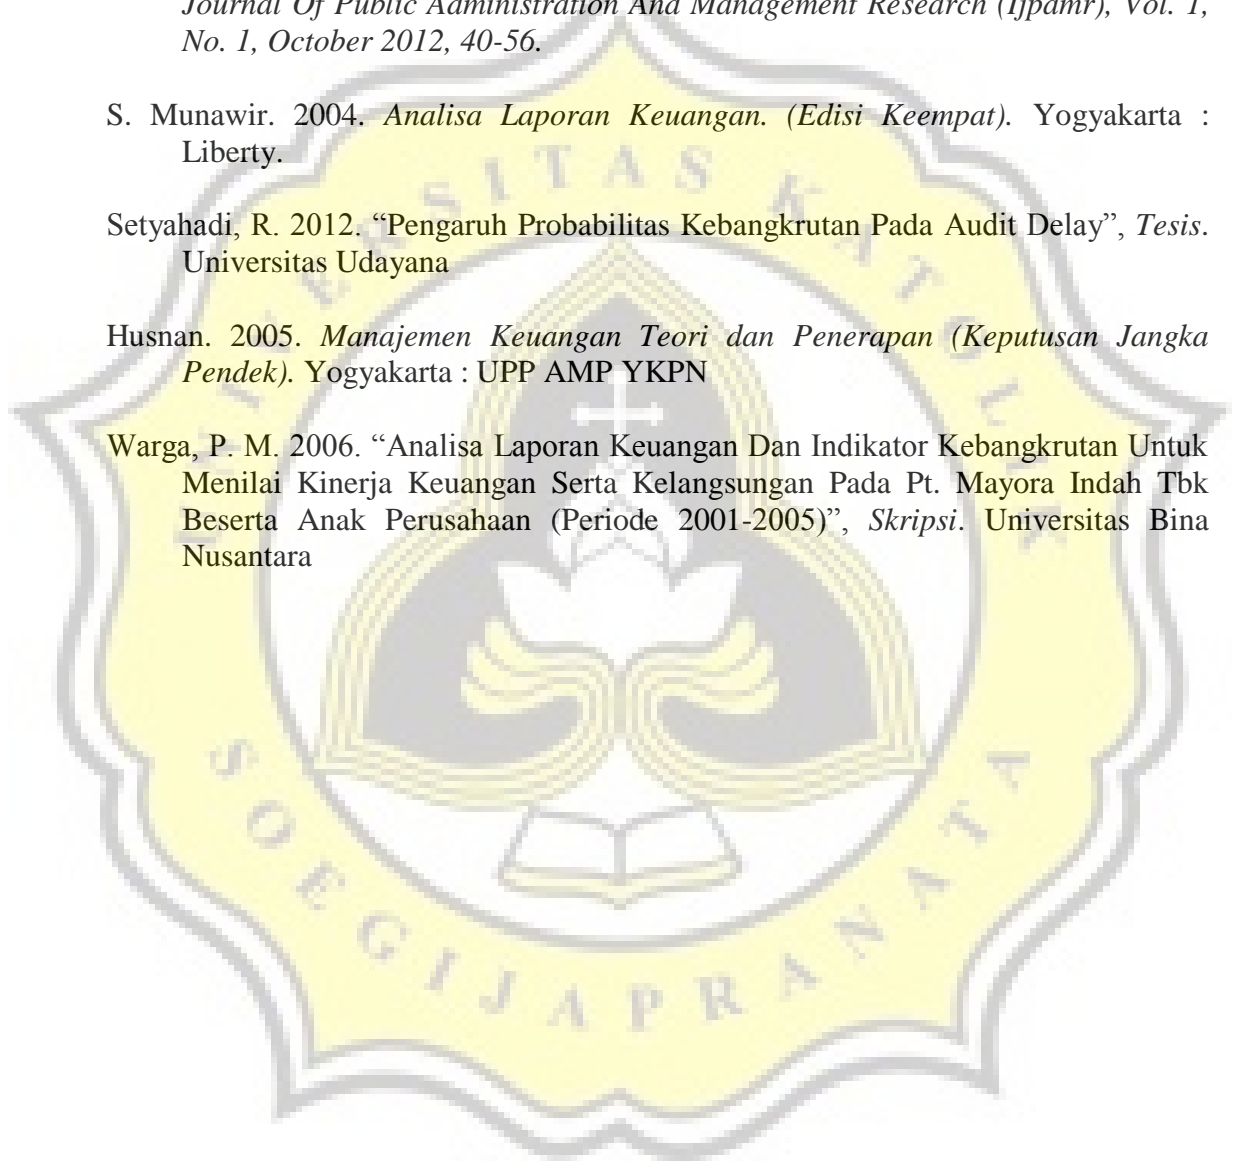 Journal Of Public Administration And Management Research (Ijpamr), Vol. 1,
No. 1, October 2012, 40-56.
S. Munawir. 2004. Analisa Laporan Keuangan. (Edisi Keempat). Yogyakarta :
Liberty.
Setyahadi, R. 2012. “Pengaruh Probabilitas Kebangkrutan Pada Audit Delay”, Tesis.
Universitas Udayana
Husnan. 2005. Manajemen Keuangan Teori dan Penerapan (Keputusan Jangka
Pendek). Yogyakarta : UPP AMP YKPN
Warga, P. M. 2006. “Analisa Laporan Keuangan Dan Indikator Kebangkrutan Untuk
Menilai Kinerja Keuangan Serta Kelangsungan Pada Pt. Mayora Indah Tbk
Beserta Anak Perusahaan (Periode 2001-2005)”, Skripsi. Universitas Bina
Nusantara
UNIVERSITAS KATOLIK
SOEGIJAPRANATA